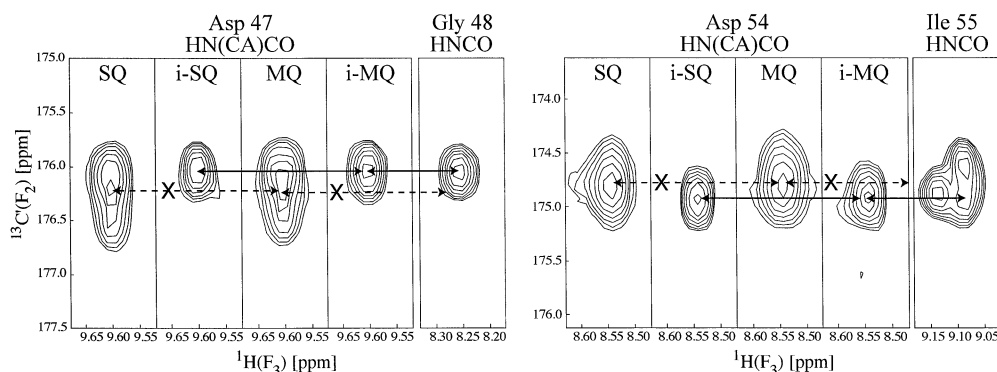 Asp 47
HN(CA)CO
Gly 48
HNCO
SQ i-SQ MQ i-MQ
175.0
175.5
176.0
176.5
177.0
177.5
¹³C'(F₂) [ppm]
X
X
9.65 9.60 9.55 9.65 9.60 9.55 9.65 9.60 9.55 9.65 9.60 9.55 8.30 8.25 8.20
¹H(F₃) [ppm]
Asp 54
HN(CA)CO
Ile 55
HNCO
SQ i-SQ MQ i-MQ
174.0
174.5
175.0
175.5
176.0
X
X
8.60 8.55 8.50 8.60 8.55 8.50 8.60 8.55 8.50 8.60 8.55 8.50 9.15 9.10 9.05
¹H(F₃) [ppm]